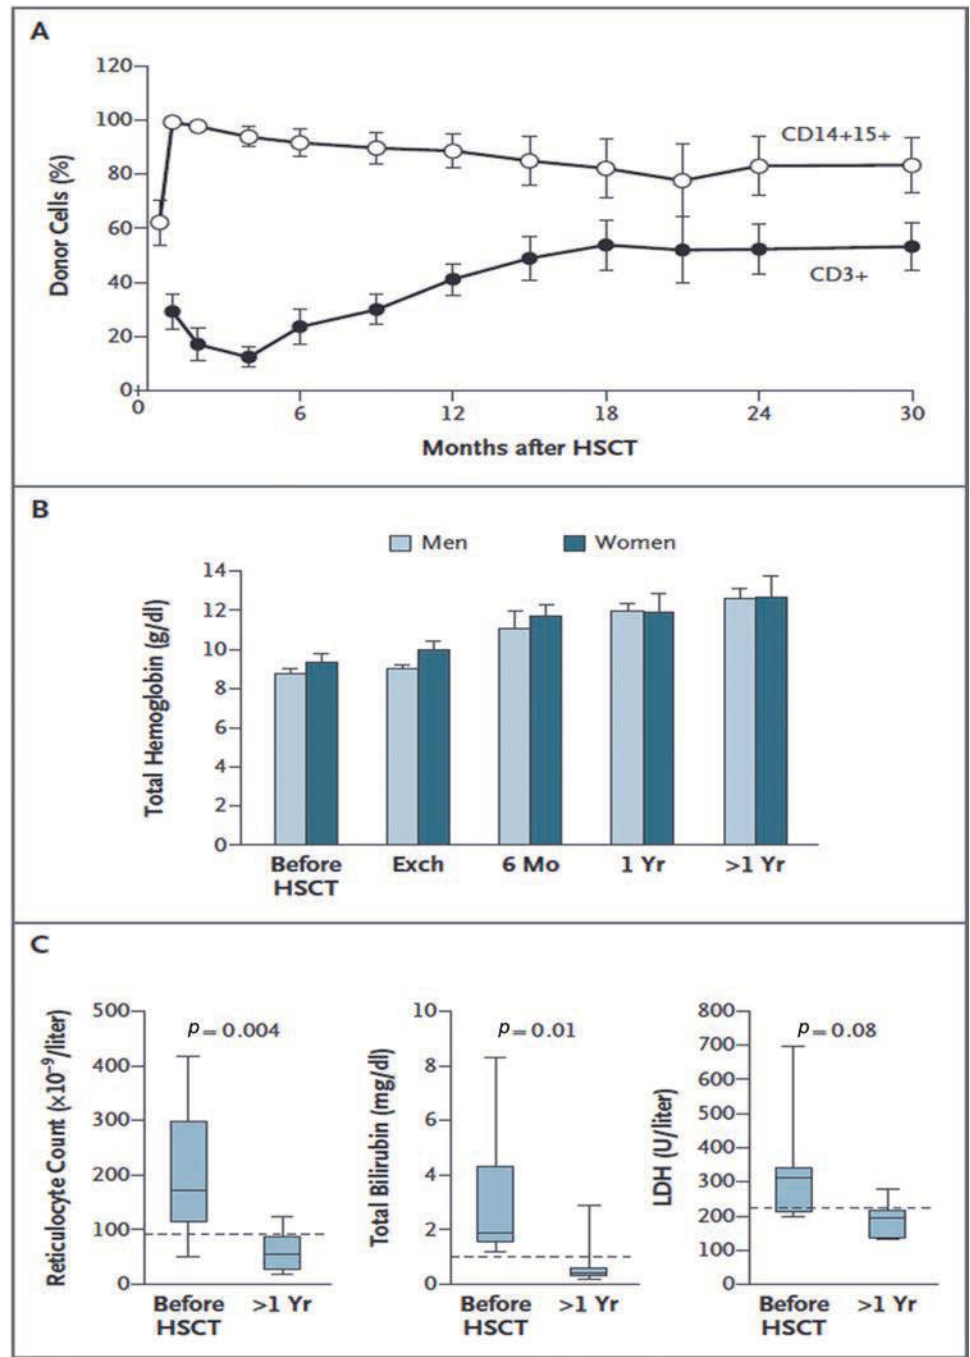 A
120
100
80
60
40
20
0
Donor Cells (%)
CD14+15+
CD3+
0 6 12 18 24 30
Months after HSCT
B
Men Women
14
12
10
8
6
4
2
0
Total Hemoglobin (g/dl)
Before HSCT Exch 6 Mo 1 Yr >1 Yr
C
500
400
300
200
100
0
Reticulocyte Count (x10⁻⁹/liter)
p = 0.004
Before HSCT >1 Yr
10
8
6
4
2
0
Total Bilirubin (mg/dl)
p = 0.01
Before HSCT >1 Yr
800
700
600
500
400
300
200
100
0
LDH (U/liter)
p = 0.08
Before HSCT >1 Yr